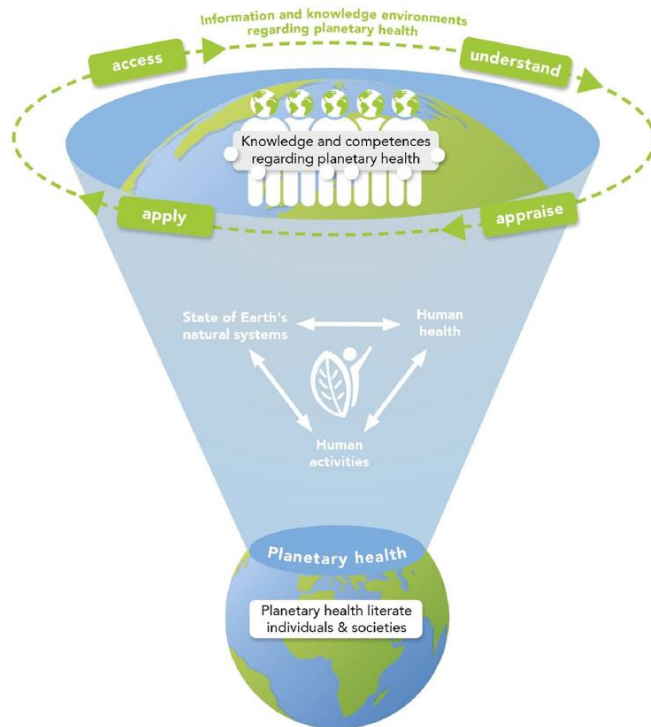 Information and knowledge environments
regarding planetary health
access
understand
Knowledge and competences
regarding planetary health
apply
appraise
State of Earth's
natural systems
Human
health
Human
activities
Planetary health
Planetary health literate
individuals & societies